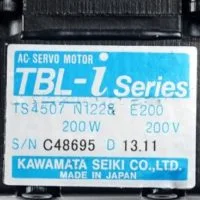 AC SERVO MOTOR
TBL-i Series
TS4507 N1228 E200
200W 200V
S/N C48695 D 13.11
KAWAMATA SEIKI CO.,LTD.
MADE IN JAPAN